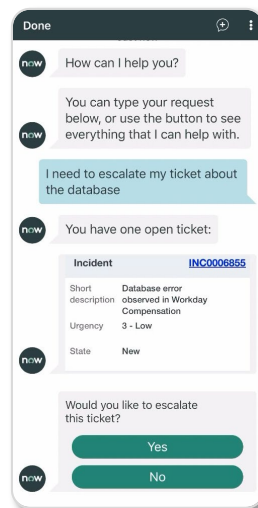 Done
now
How can I help you?
You can type your request
below, or use the button to see
everything that I can help with.
now
I need to escalate my ticket about
the database
now
You have one open ticket:
Incident INC0006855
Short description Database error observed in Workday Compensation
Urgency 3 - Low
State New
now
Would you like to escalate
this ticket?
Yes
No
now